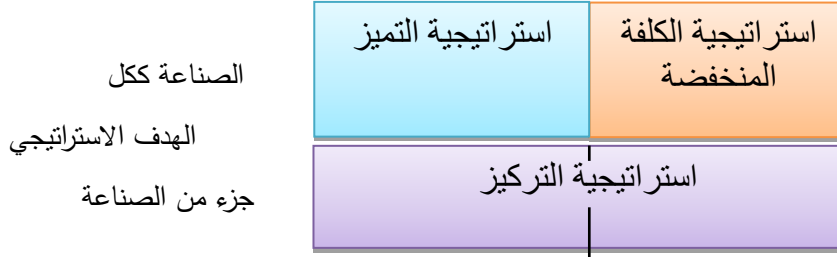 استراتيجية الكلفة
المنخفضة
استراتيجية التميز
الصناعة ككل
الهدف الاستراتيجي
استراتيجية التركيز
جزء من الصناعة